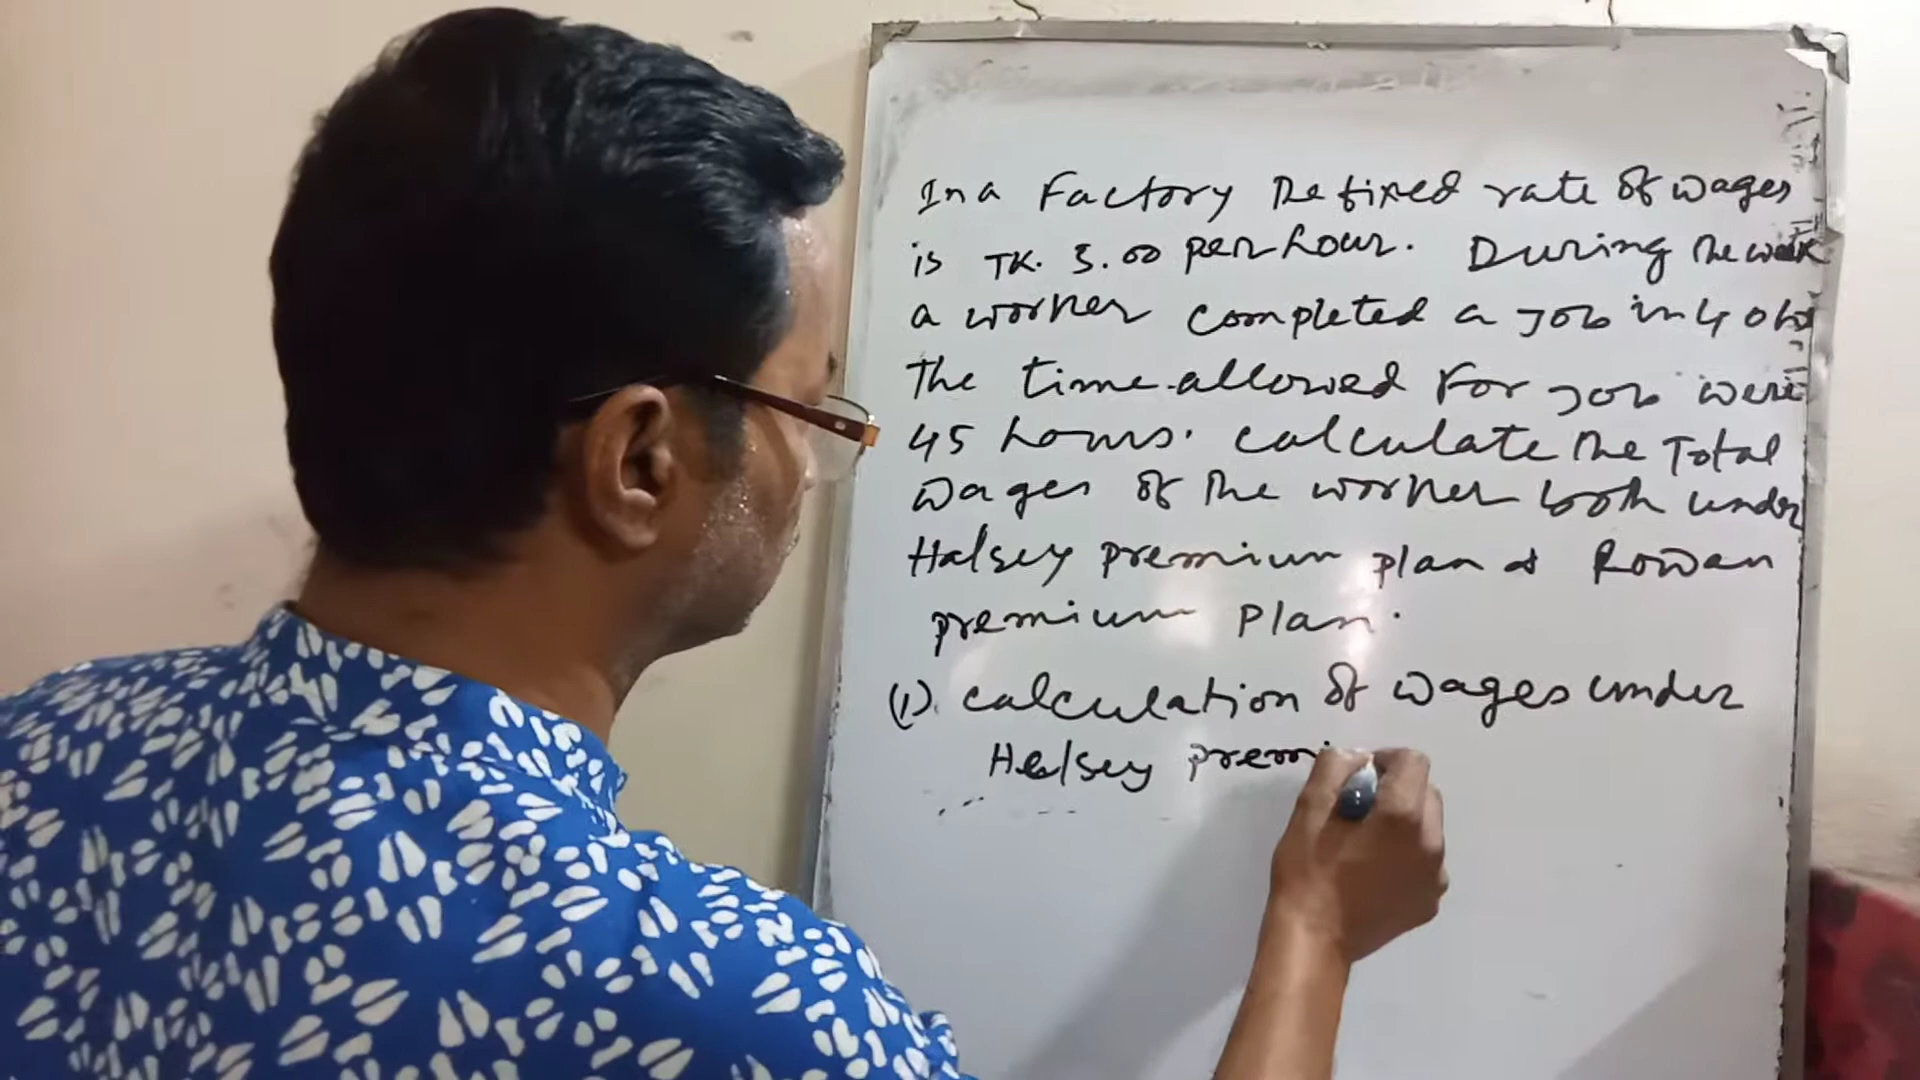 In a Factory the fixed rate of wages
is TK. 5.00 per hour. During the week
a worker completed a job in 40 hrs
The time allowed For job were
45 hours. calculate the Total
wages of the worker both under
Halsey premium plan & Rowan
premium plan.
(1). calculation of wages under
Halsey premi